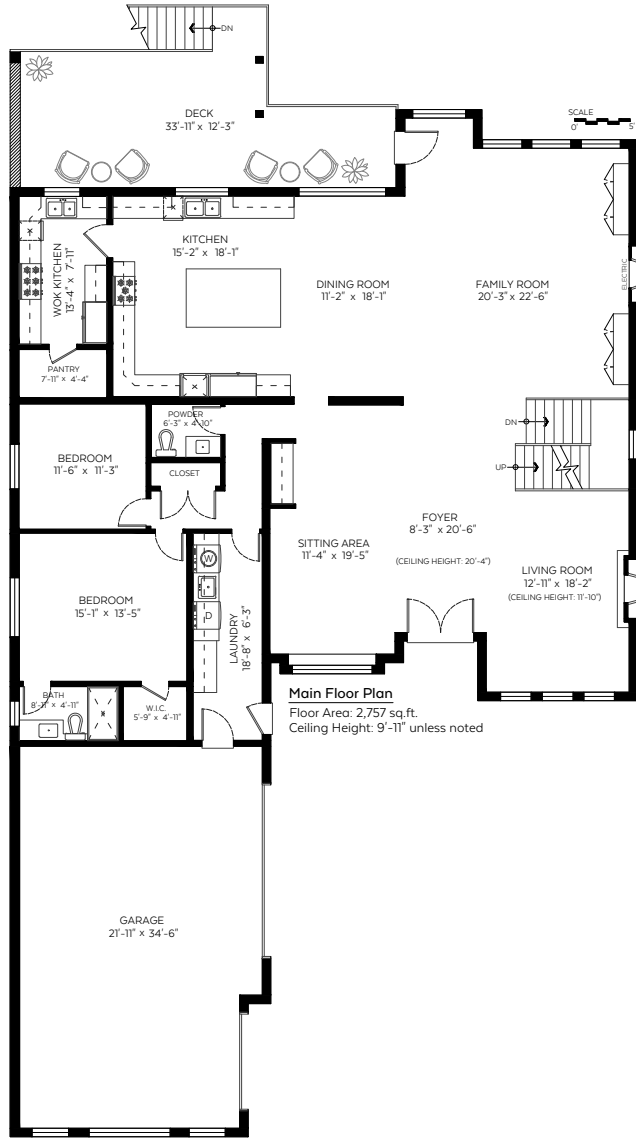 DN
DECK
33'-11" x 12'-3"
SCALE
0' 5'
KITCHEN
15'-2" x 18'-1"
WOK KITCHEN
13'-4" x 7'-11"
DINING ROOM
11'-2" x 18'-1"
FAMILY ROOM
20'-3" x 22'-6"
ELECTRIC
PANTRY
7'-11" x 4'-4"
POWDER
6'-3" x 4'-10"
DN
UP
BEDROOM
11'-6" x 11'-3"
CLOSET
FOYER
8'-3" x 20'-6"
(CEILING HEIGHT: 20'-4")
SITTING AREA
11'-4" x 19'-5"
LIVING ROOM
12'-11" x 18'-2"
(CEILING HEIGHT: 11'-10")
W
D
BEDROOM
15'-1" x 13'-5"
LAUNDRY
18'-8" x 6'-3"
BATH
8'-11" x 4'-11"
W.I.C.
5'-9" x 4'-11"
Main Floor Plan
Floor Area: 2,757 sq.ft.
Ceiling Height: 9'-11" unless noted
GARAGE
21'-11" x 34'-6"